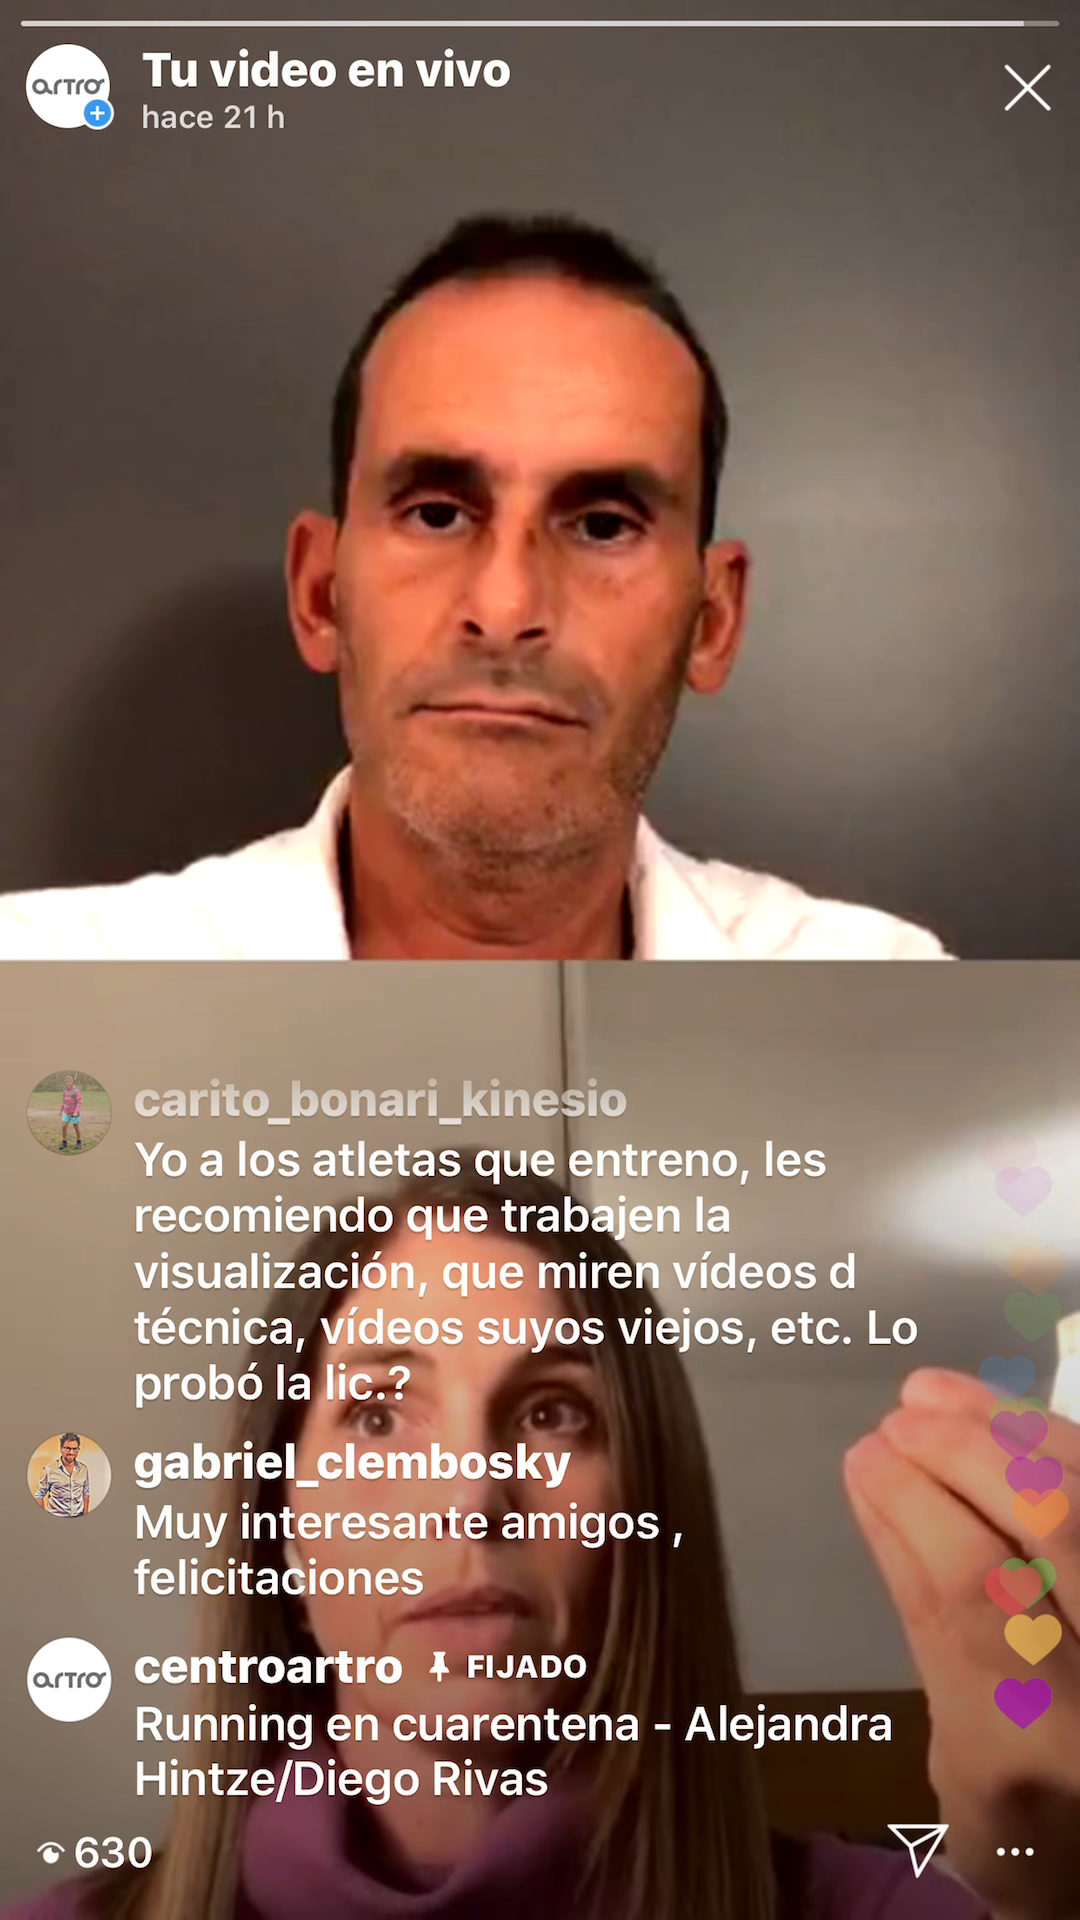 artro
Tu video en vivo
hace 21 h
carito_bonari_kinesio
Yo a los atletas que entreno, les
recomiendo que trabajen la
visualización, que miren vídeos d
técnica, vídeos suyos viejos, etc. Lo
probó la lic.?
gabriel_clembosky
Muy interesante amigos ,
felicitaciones
artro
centroartro FIJADO
Running en cuarentena - Alejandra
Hintze/Diego Rivas
630